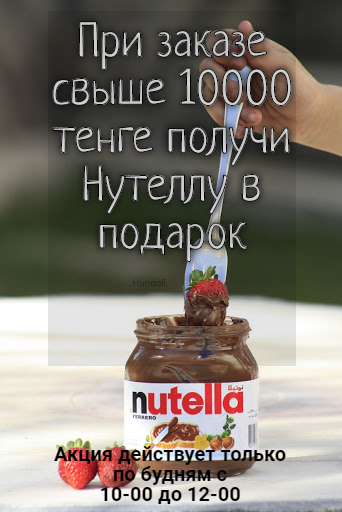 При заказе
свыше 10000
тенге получи
Нутеллу в
подарок
nutella
FERRERO
Акция действует только
по будням с
10-00 до 12-00